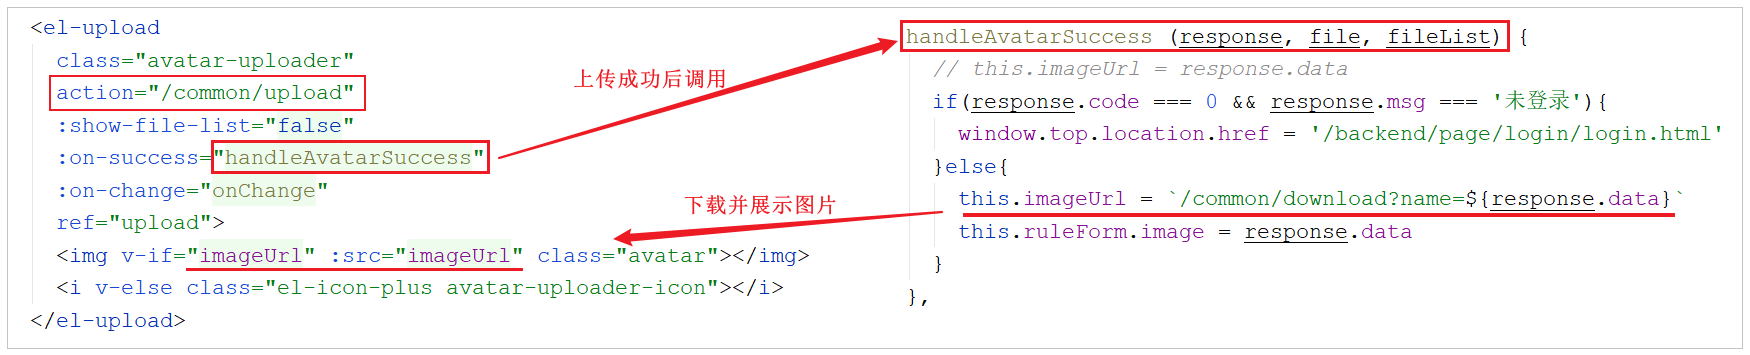 <el-upload
class="avatar-uploader"
action="/common/upload"
:show-file-list="false"
:on-success="handleAvatarSuccess"
:on-change="onChange"
ref="upload">
<img v-if="imageUrl" :src="imageUrl" class="avatar"></img>
<i v-else class="el-icon-plus avatar-uploader-icon"></i>
</el-upload>
上传成功后调用
下载并展示图片
handleAvatarSuccess (response, file, fileList) {
// this.imageUrl = response.data
if(response.code === 0 && response.msg === '未登录'){
window.top.location.href = '/backend/page/login/login.html'
}else{
this.imageUrl = `/common/download?name=${response.data}`
this.ruleForm.image = response.data
}
},